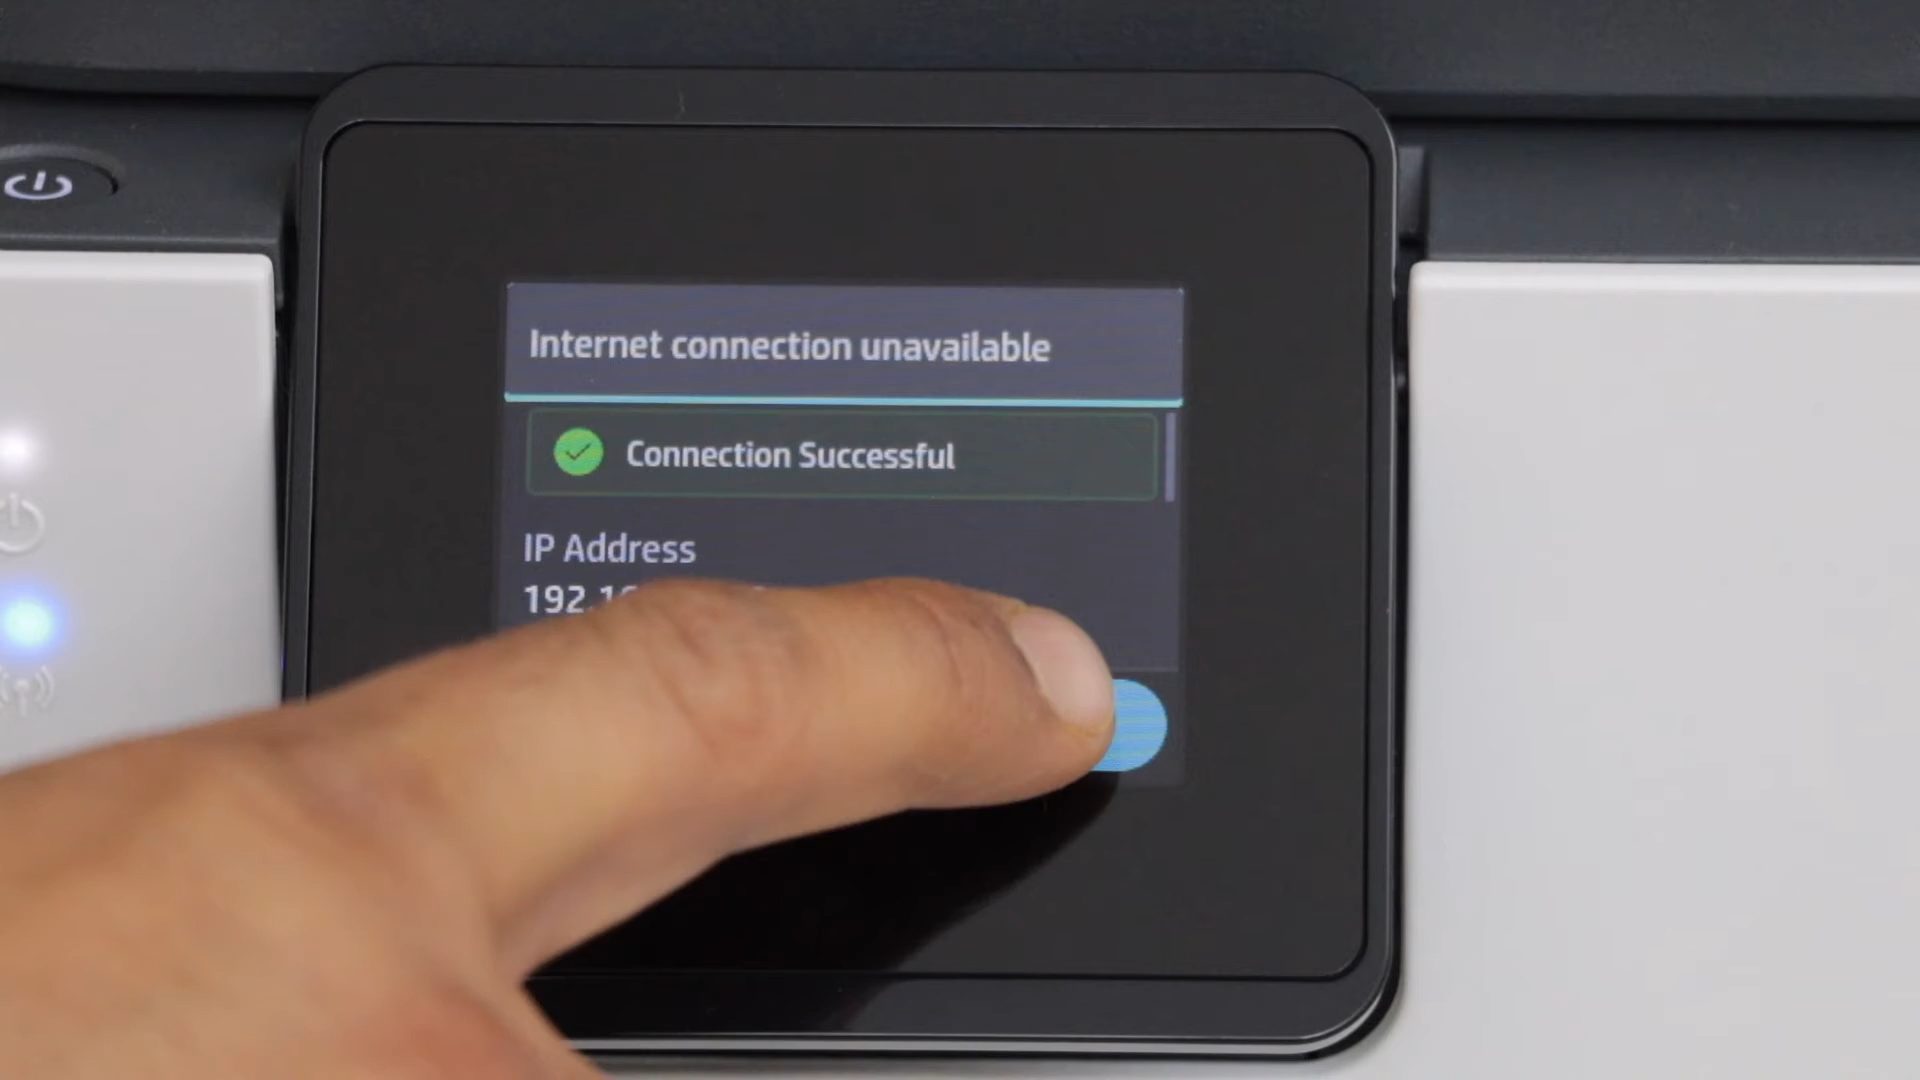 Internet connection unavailable
Connection Successful
IP Address